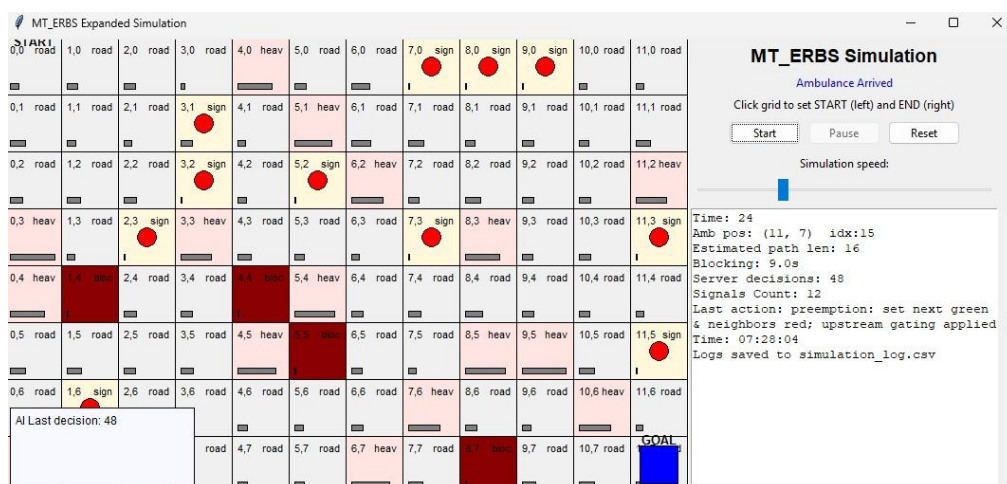 MT_ERBS Expanded Simulation
START
0,0 road 1,0 road 2,0 road 3,0 road 4,0 heav 5,0 road 6,0 road 7,0 sign 8,0 sign 9,0 sign 10,0 road 11,0 road
0,1 road 1,1 road 2,1 road 3,1 sign 4,1 road 5,1 heav 6,1 road 7,1 road 8,1 road 9,1 road 10,1 road 11,1 road
0,2 road 1,2 road 2,2 road 3,2 sign 4,2 road 5,2 sign 6,2 heav 7,2 road 8,2 road 9,2 road 10,2 road 11,2 heav
0,3 heav 1,3 road 2,3 sign 3,3 heav 4,3 road 5,3 road 6,3 road 7,3 sign 8,3 heav 9,3 road 10,3 road 11,3 sign
0,4 heav 1,4 bloc 2,4 road 3,4 road 4,4 bloc 5,4 heav 6,4 road 7,4 road 8,4 road 9,4 road 10,4 road 11,4 road
0,5 road 1,5 road 2,5 road 3,5 road 4,5 heav 5,5 bloc 6,5 road 7,5 road 8,5 heav 9,5 heav 10,5 road 11,5 sign
0,6 road 1,6 sign 2,6 road 3,6 road 4,6 road 5,6 road 6,6 road 7,6 heav 8,6 road 9,6 road 10,6 heav 11,6 road
AI Last decision: 48
GOAL
road 4,7 road 5,7 road 6,7 heav 7,7 road 8,7 bloc 9,7 road 10,7 road
MT_ERBS Simulation
Ambulance Arrived
Click grid to set START (left) and END (right)
Start Pause Reset
Simulation speed:
Time: 24
Amb pos: (11, 7) idx:15
Estimated path len: 16
Blocking: 9.0s
Server decisions: 48
Signals Count: 12
Last action: preemption: set next green
& neighbors red; upstream gating applied
Time: 07:28:04
Logs saved to simulation_log.csv